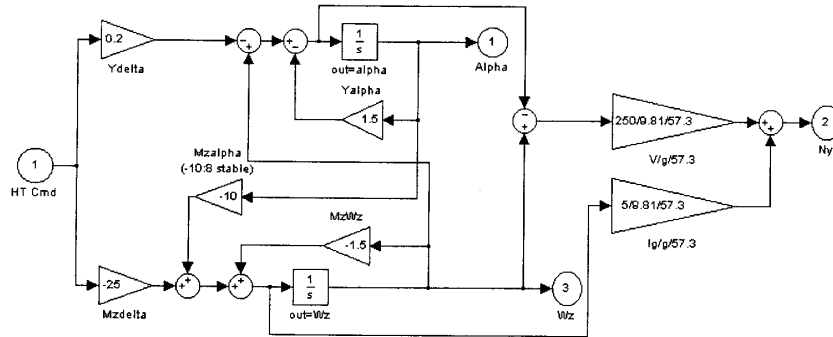 0.2
Ydelta
1
s
out=alpha
1
Alpha
Yalpha
1.5
250/9.81/57.3
V/g/57.3
2
Ny
1
HT Cmd
Mzalpha
(-10:8 stable)
-10
MzWz
-1.5
5/9.81/57.3
lg/g/57.3
-25
Mzdelta
1
s
out=Wz
3
Wz